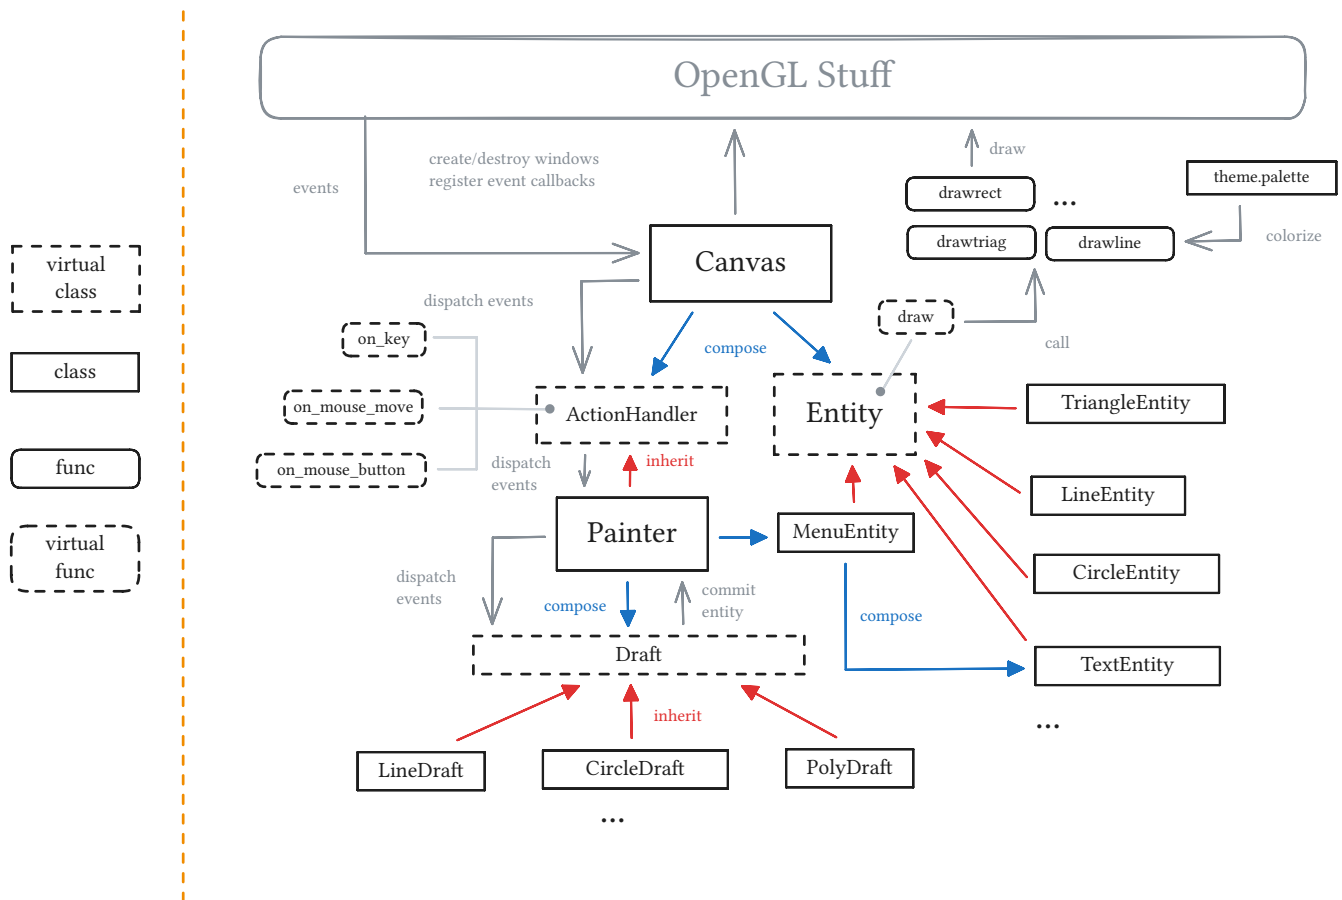 OpenGL Stuff
create/destroy windows
register event callbacks
events
draw
drawrect
...
theme.palette
drawtriag
drawline
colorize
Canvas
virtual
class
dispatch events
draw
on_key
call
compose
class
on_mouse_move
ActionHandler
Entity
TriangleEntity
func
on_mouse_button
dispatch
events
inherit
LineEntity
virtual
func
Painter
MenuEntity
CircleEntity
dispatch
events
compose
commit
entity
compose
Draft
TextEntity
inherit
...
LineDraft
CircleDraft
PolyDraft
...